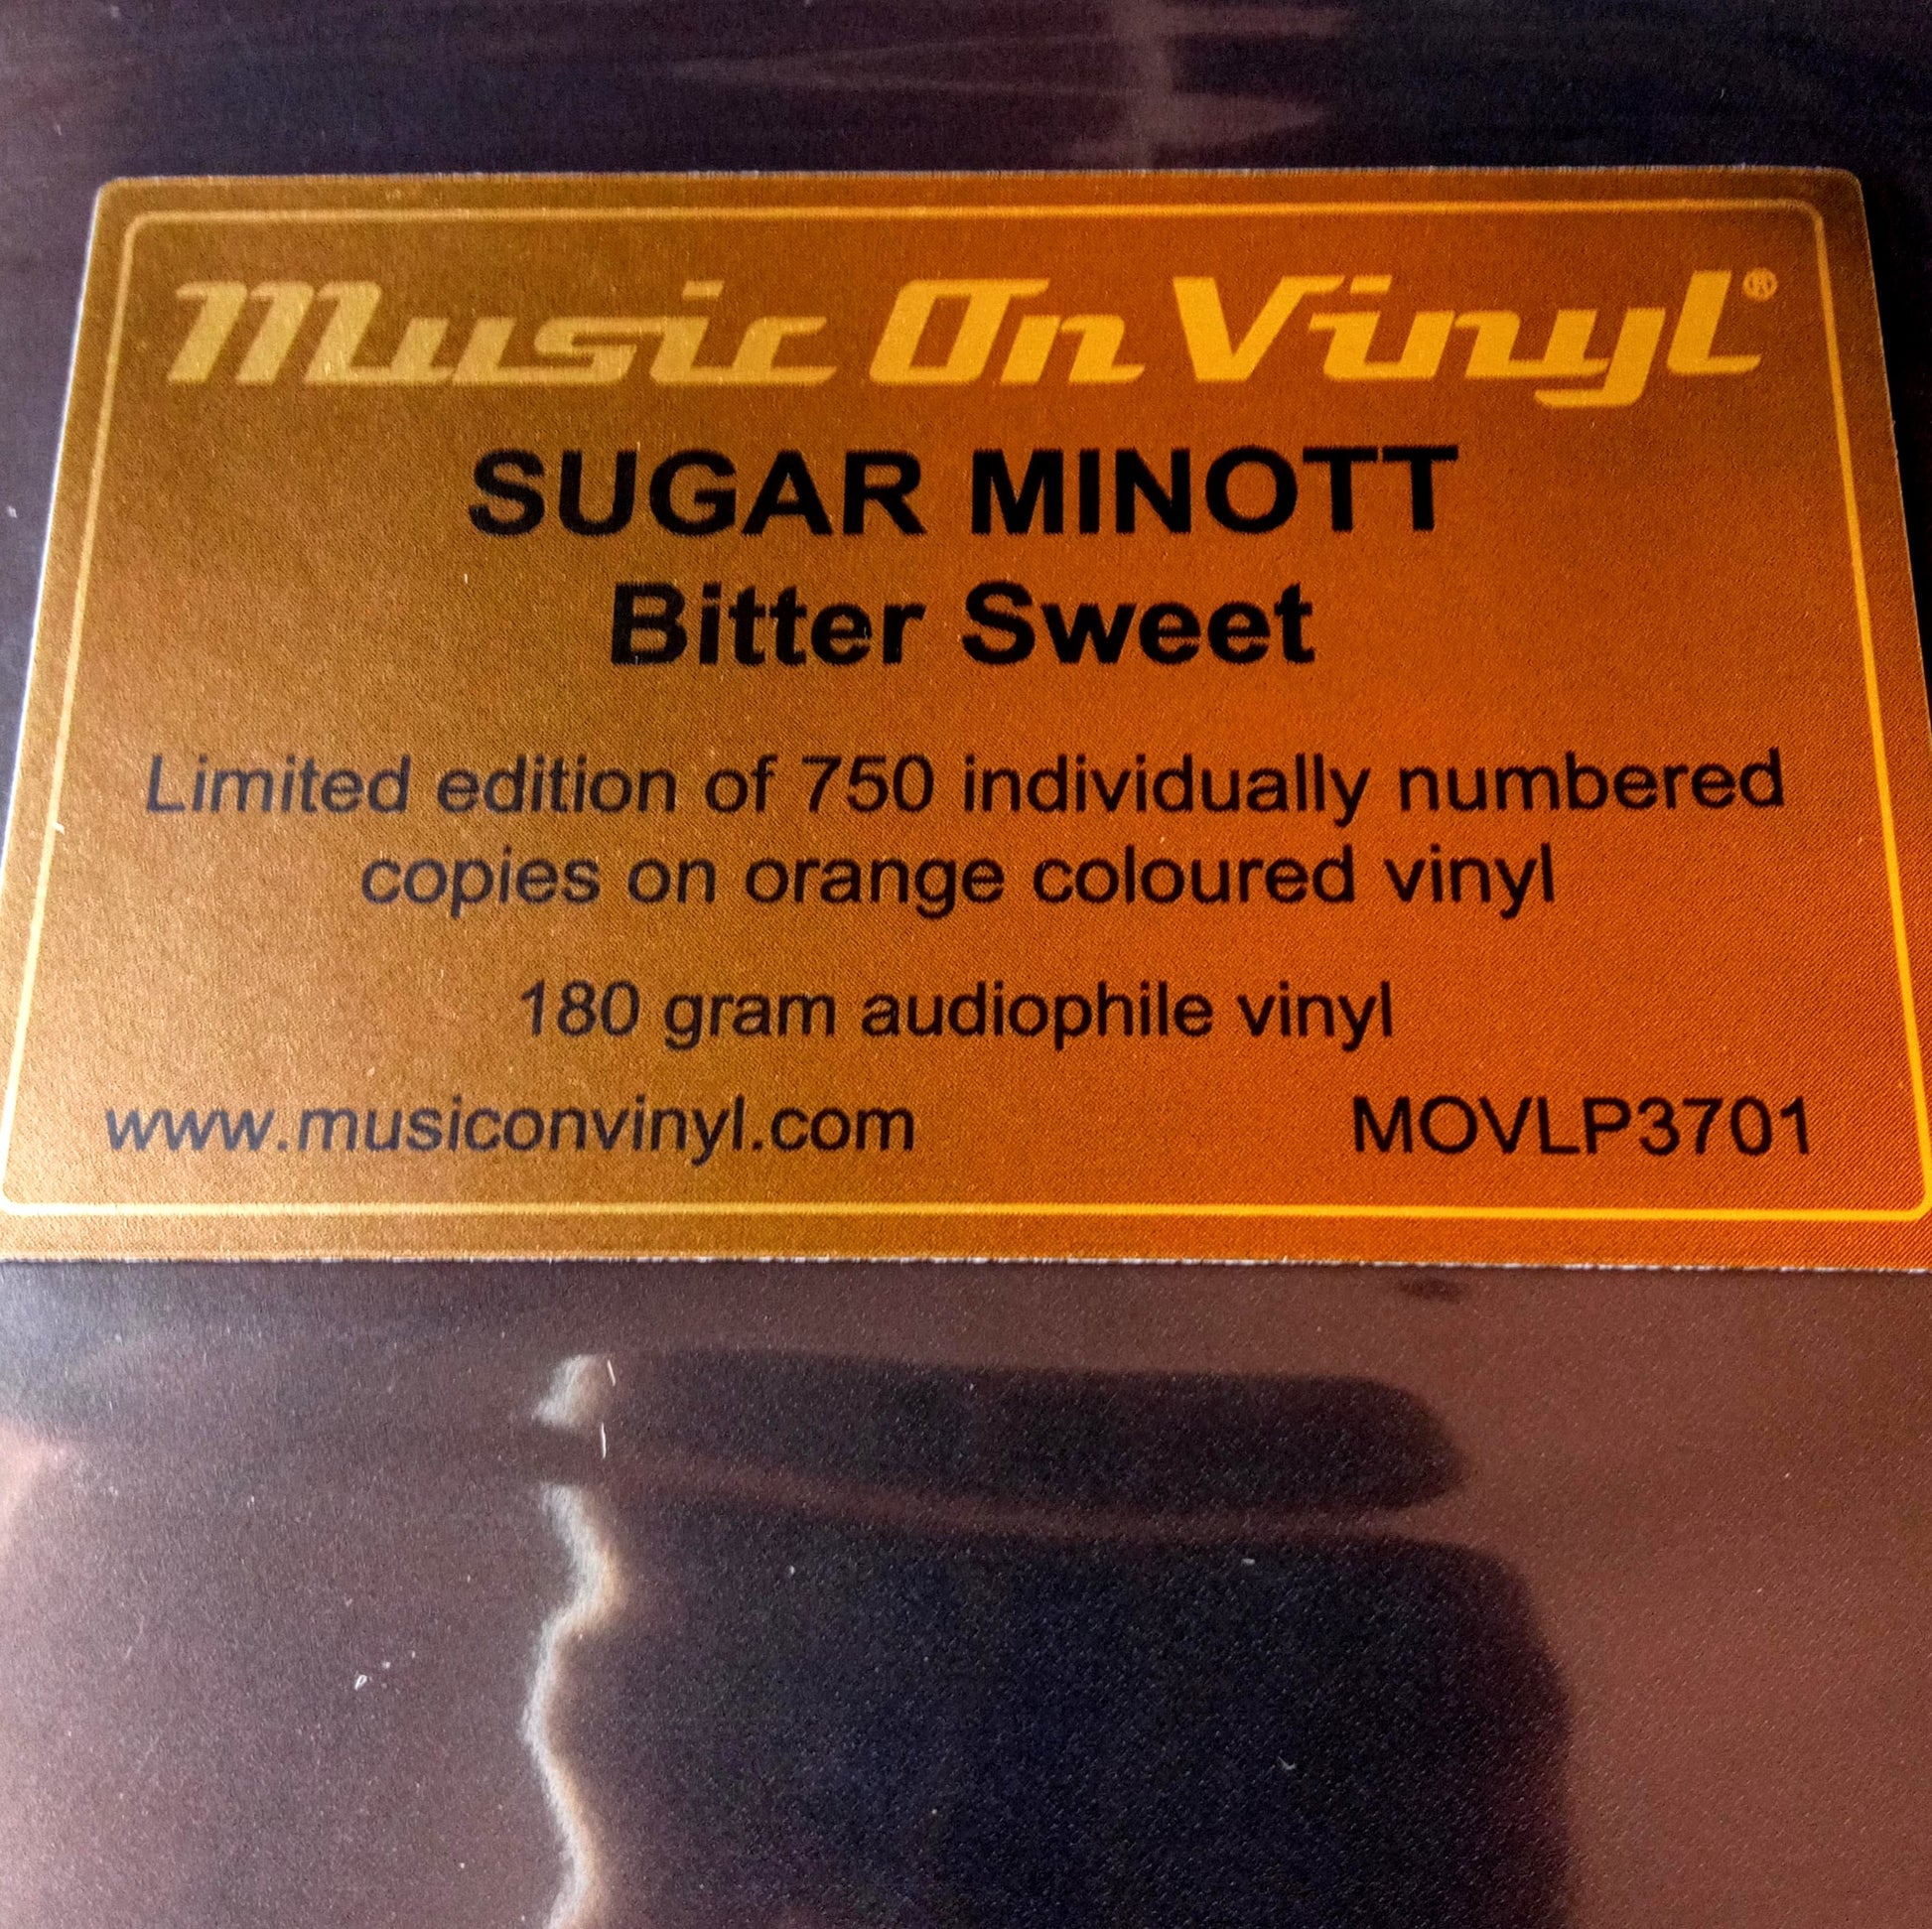 Music On Vinyl®
SUGAR MINOTT
Bitter Sweet
Limited edition of 750 individually numbered
copies on orange coloured vinyl
180 gram audiophile vinyl
www.musiconvinyl.com MOVLP3701